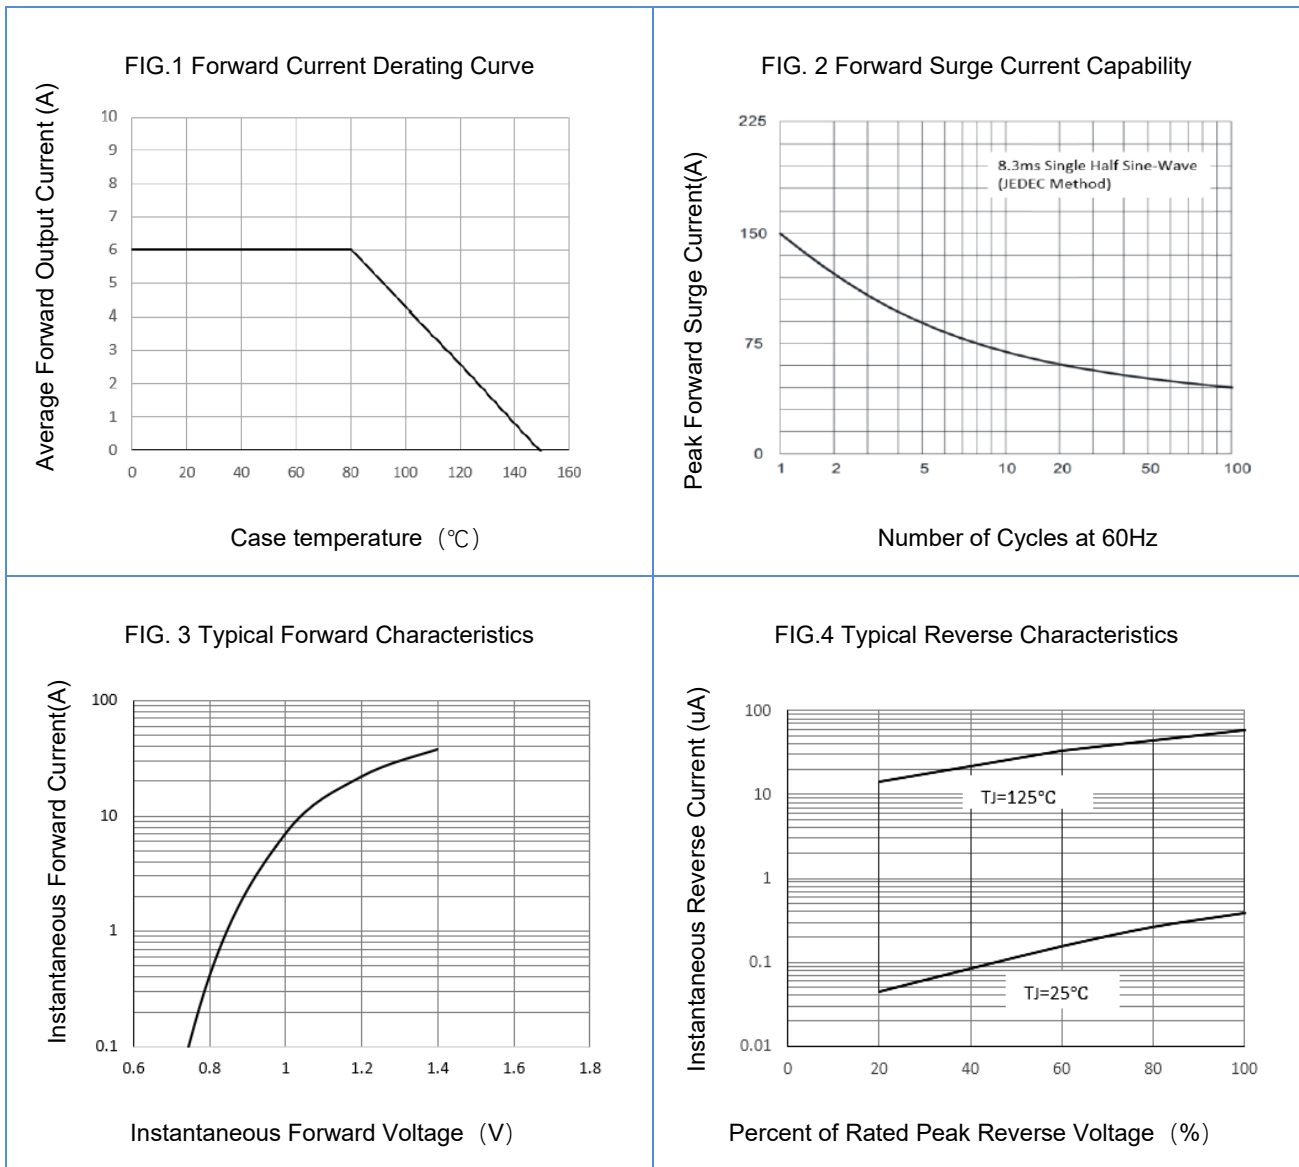 FIG.1 Forward Current Derating Curve
Average Forward Output Current (A)
10
9
8
7
6
5
4
3
2
1
0
0 20 40 60 80 100 120 140 160
Case temperature（℃）
FIG. 2 Forward Surge Current Capability
Peak Forward Surge Current(A)
225
8.3ms Single Half Sine-Wave
(JEDEC Method)
150
75
0
1 2 5 10 20 50 100
Number of Cycles at 60Hz
FIG. 3 Typical Forward Characteristics
Instantaneous Forward Current(A)
100
10
1
0.1
0.6 0.8 1 1.2 1.4 1.6 1.8
Instantaneous Forward Voltage（V）
FIG.4 Typical Reverse Characteristics
Instantaneous Reverse Current (uA)
100
10
TJ=125°C
1
0.1
TJ=25°C
0.01
0 20 40 60 80 100
Percent of Rated Peak Reverse Voltage（%）